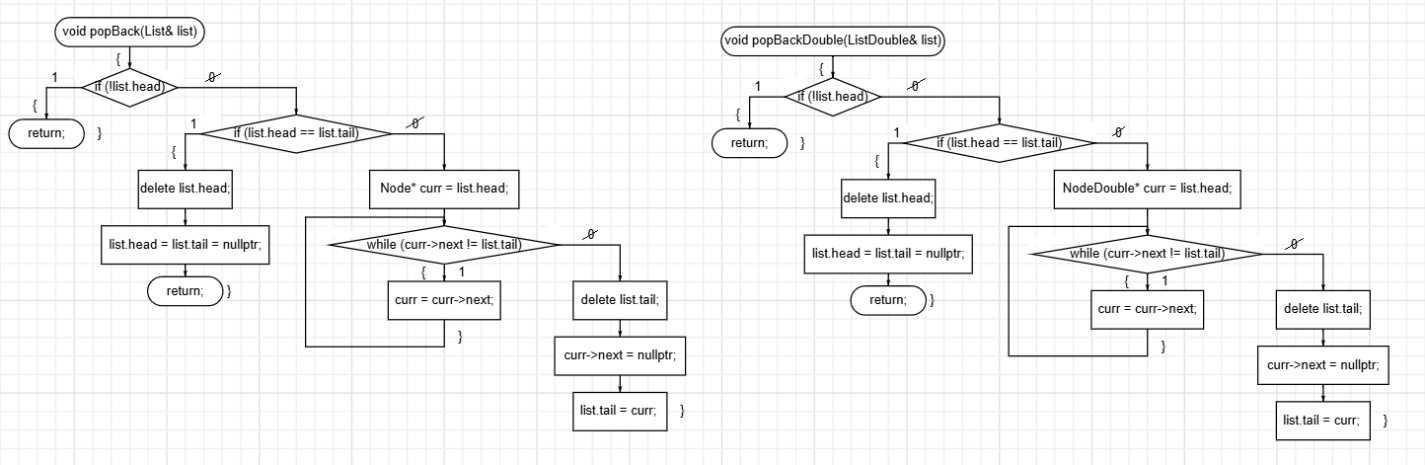 void popBack(List& list)
{
if (!list.head)
1
0
{
return;
}
if (list.head == list.tail)
1
0
{
delete list.head;
list.head = list.tail = nullptr;
return;
}
Node* curr = list.head;
while (curr->next != list.tail)
{
1
0
curr = curr->next;
}
delete list.tail;
curr->next = nullptr;
list.tail = curr;
}
void popBackDouble(ListDouble& list)
{
if (!list.head)
1
0
{
return;
}
if (list.head == list.tail)
1
0
{
delete list.head;
list.head = list.tail = nullptr;
return;
}
NodeDouble* curr = list.head;
while (curr->next != list.tail)
{
1
0
curr = curr->next;
}
delete list.tail;
curr->next = nullptr;
list.tail = curr;
}